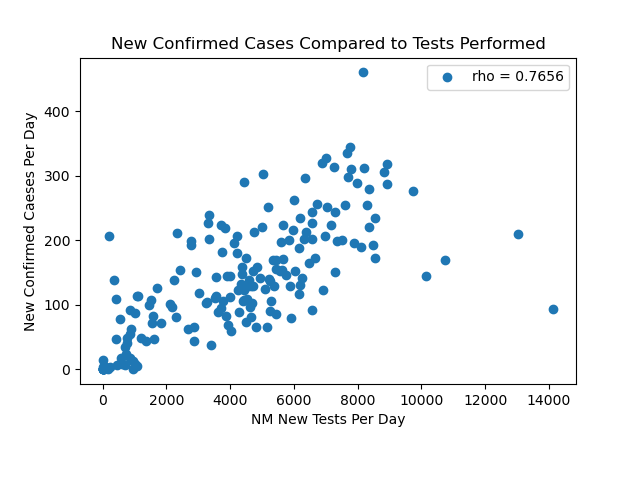 New Confirmed Cases Compared to Tests Performed
rho = 0.7656
400
300
200
100
0
New Confirmed Caeses Per Day
0 2000 4000 6000 8000 10000 12000 14000
NM New Tests Per Day